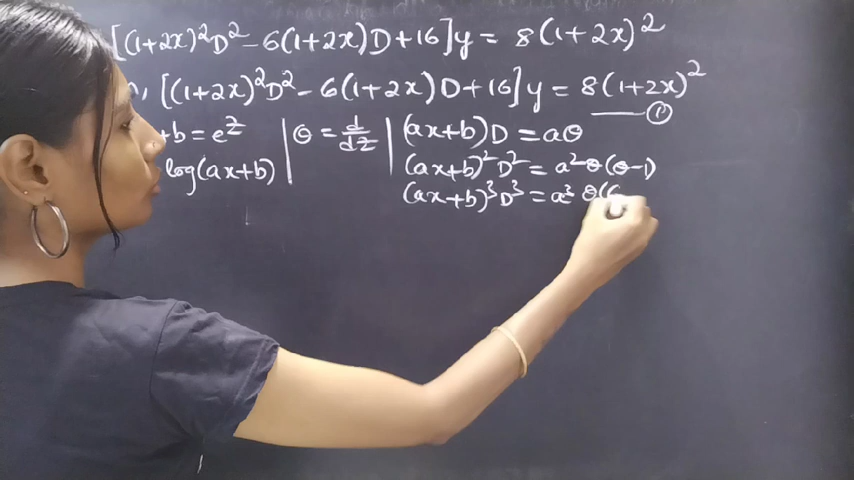 [(1+2x)²D² - 6(1+2x)D+16]y = 8(1+2x)²
[(1+2x)²D² - 6(1+2x)D+16]y = 8(1+2x)²
①
+b = e^z | θ = d/dz | (ax+b)D = aθ
log(ax+b) (ax+b)²D² = a²θ(θ-1)
(ax+b)³D³ = a³ θ(